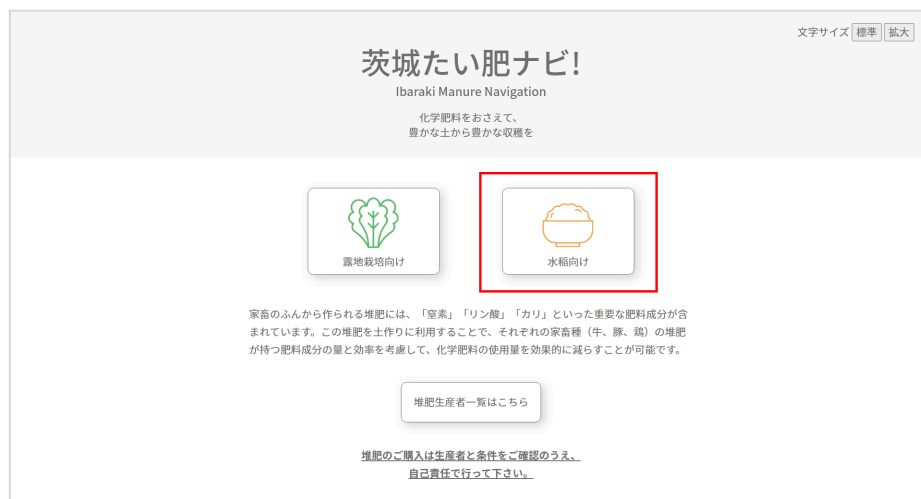 文字サイズ 標準 拡大
茨城たい肥ナビ!
Ibaraki Manure Navigation
化学肥料をおさえて、
豊かな土から豊かな収穫を
露地栽培向け
水稲向け
家畜のふんから作られる堆肥には、「窒素」「リン酸」「カリ」といった重要な肥料成分が含
まれています。この堆肥を土作りに利用することで、それぞれの家畜種（牛、豚、鶏）の堆肥
が持つ肥料成分の量と効率を考慮して、化学肥料の使用量を効果的に減らすことが可能です。
堆肥生産者一覧はこちら
堆肥のご購入は生産者と条件をご確認のうえ、
自己責任で行って下さい。